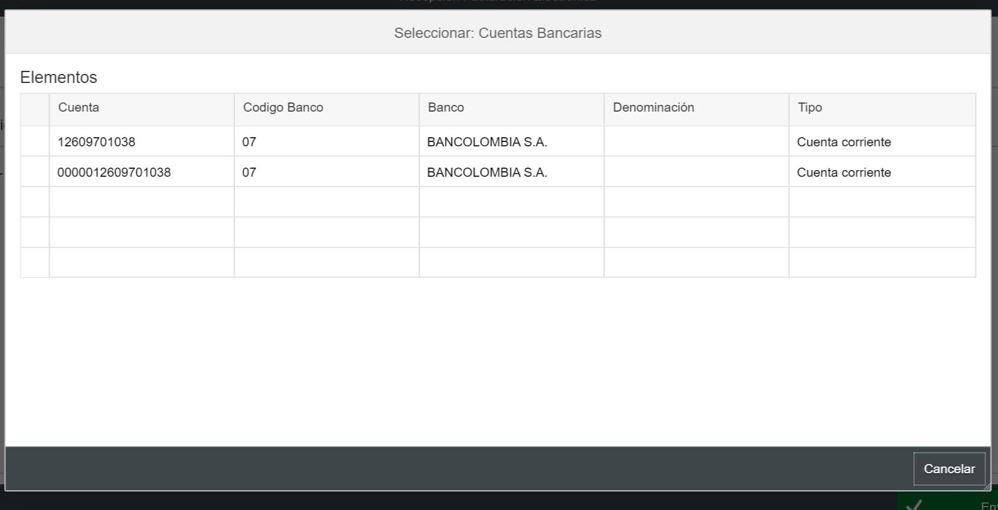 Seleccionar: Cuentas Bancarias
Elementos
Cuenta Codigo Banco Banco Denominación Tipo
12609701038 07 BANCOLOMBIA S.A. Cuenta corriente
0000012609701038 07 BANCOLOMBIA S.A. Cuenta corriente
Cancelar